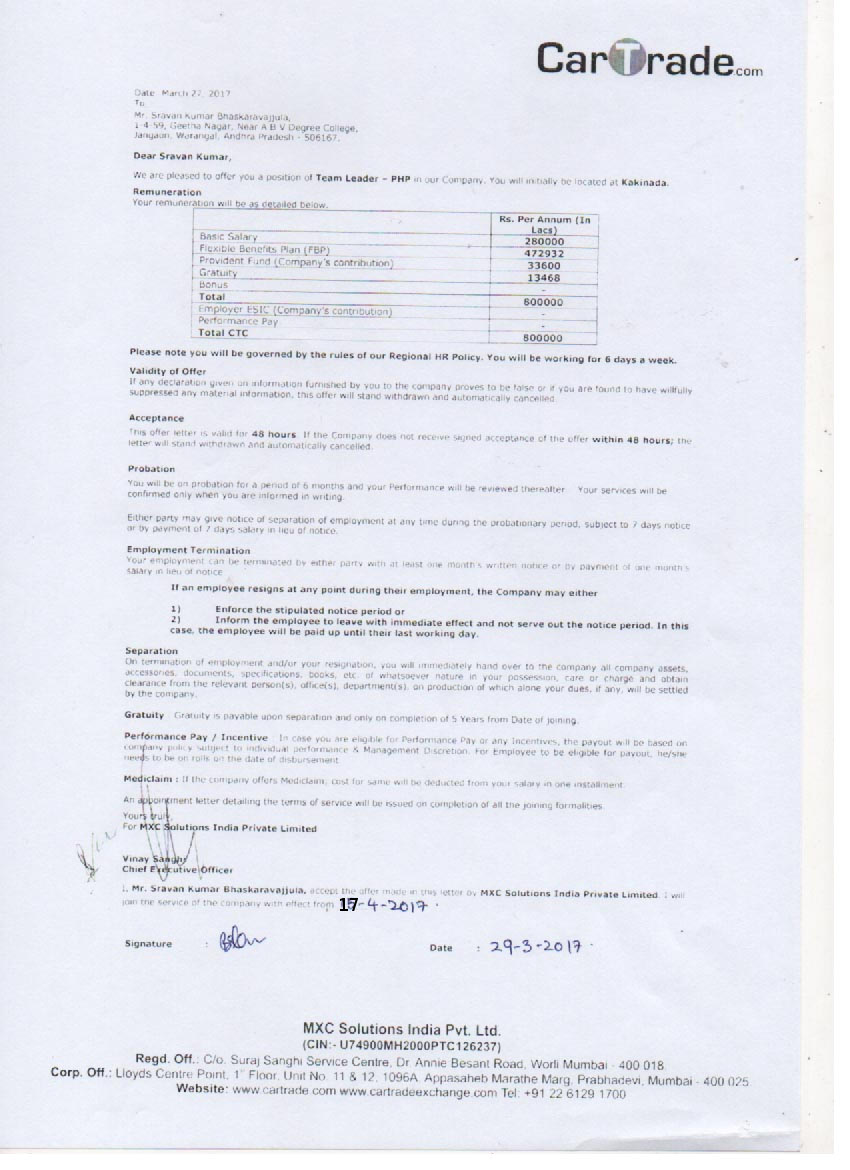 CarTrade.com
Date March 27, 2017
To
Mr. Sravan Kumar Bhaskaravajjula,
1-4-59, Geetha Nagar, Near A B V Degree College,
Jangaon, Warangal, Andhra Pradesh - 506167.
Dear Sravan Kumar,
We are pleased to offer you a position of Team Leader – PHP in our Company. You will initially be located at Kakinada.
Remuneration
Your remuneration will be as detailed below.
Rs. Per Annum (In
Lacs)
Basic Salary 280000
Flexible Benefits Plan (FBP) 472932
Provident Fund (Company's contribution) 33600
Gratuity 13468
Bonus -
Total 800000
Employer ESIC (Company's contribution) -
Performance Pay -
Total CTC 800000
Please note you will be governed by the rules of our Regional HR Policy. You will be working for 6 days a week.
Validity of Offer
If any declaration given on information furnished by you to the company proves to be false or if you are found to have willfully
suppressed any material information, this offer will stand withdrawn and automatically cancelled.
Acceptance
This offer letter is valid for 48 hours. If the Company does not receive signed acceptance of the offer within 48 hours; the
letter will stand withdrawn and automatically cancelled.
Probation
You will be on probation for a period of 6 months and your Performance will be reviewed thereafter. Your services will be
confirmed only when you are informed in writing.
Either party may give notice of separation of employment at any time during the probationary period, subject to 7 days notice
or by payment of 7 days salary in lieu of notice.
Employment Termination
Your employment can be terminated by either party with at least one month's written notice or by payment of one month's
salary in lieu of notice
If an employee resigns at any point during their employment, the Company may either
1) Enforce the stipulated notice period or
2) Inform the employee to leave with immediate effect and not serve out the notice period. In this
case, the employee will be paid up until their last working day.
Separation
On termination of employment and/or your resignation, you will immediately hand over to the company all company assets,
accessories, documents, specifications, books, etc. of whatsoever nature in your possession, care or charge and obtain
clearance from the relevant person(s), office(s), department(s), on production of which alone your dues, if any, will be settled
by the company.
Gratuity : Gratuity is payable upon separation and only on completion of 5 Years from Date of joining.
Performance Pay / Incentive : In case you are eligible for Performance Pay or any Incentives, the payout will be based on
company policy subject to individual performance & Management Discretion. For Employee to be eligible for payout, he/she
needs to be on rolls on the date of disbursement
Mediclaim : If the company offers Mediclaim, cost for same will be deducted from your salary in one installment.
An appointment letter detailing the terms of service will be issued on completion of all the joining formalities
Yours truly,
For MXC Solutions India Private Limited
Vinay Sanghi
Chief Executive Officer
I, Mr. Sravan Kumar Bhaskaravajjula, accept the offer made in this letter by MXC Solutions India Private Limited. I will
join the service of the company with effect from 17-4-2017.
Signature :
Date : 29-3-2017.
MXC Solutions India Pvt. Ltd.
(CIN:- U74900MH2000PTC126237)
Regd. Off.: C/o. Suraj Sanghi Service Centre, Dr. Annie Besant Road, Worli Mumbai - 400 018.
Corp. Off.: Lloyds Centre Point, 1st Floor, Unit No. 11 & 12, 1096A, Appasaheb Marathe Marg, Prabhadevi, Mumbai - 400 025
Website: www.cartrade.com www.cartradeexchange.com Tel: +91 22 6129 1700